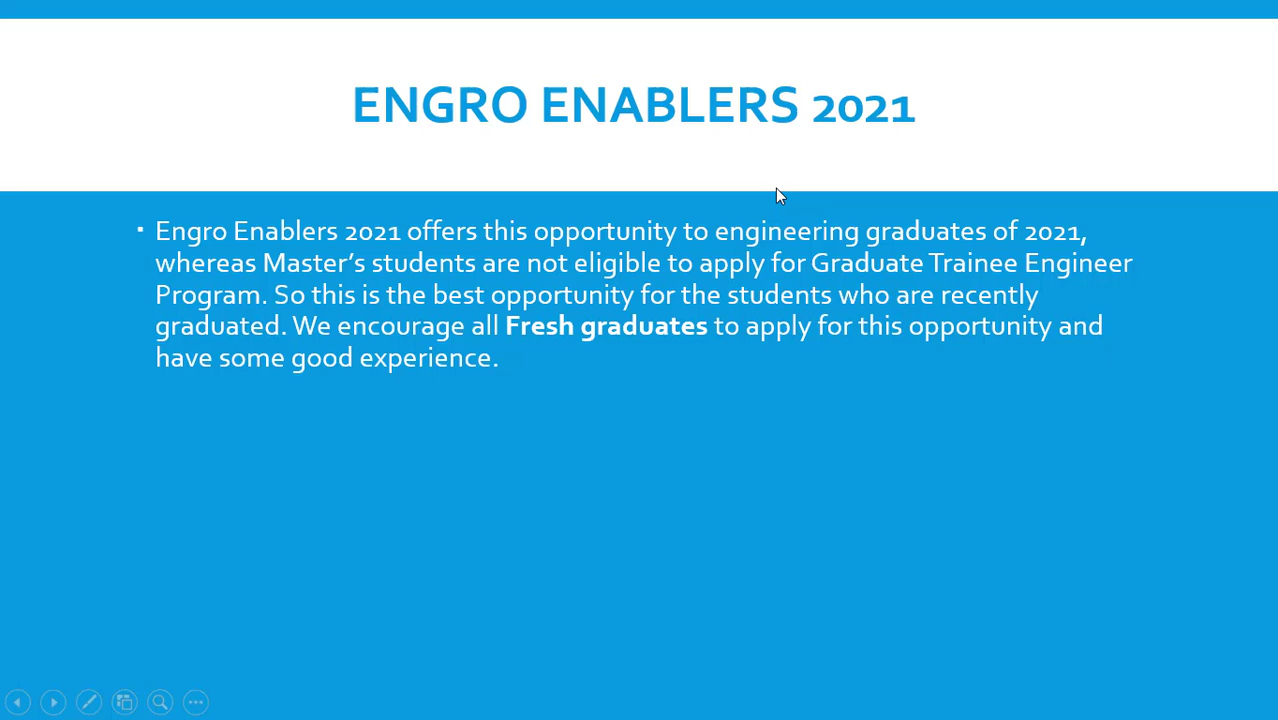 ENGRO ENABLERS 2021
▪ Engro Enablers 2021 offers this opportunity to engineering graduates of 2021,
whereas Master’s students are not eligible to apply for Graduate Trainee Engineer
Program. So this is the best opportunity for the students who are recently
graduated. We encourage all Fresh graduates to apply for this opportunity and
have some good experience.